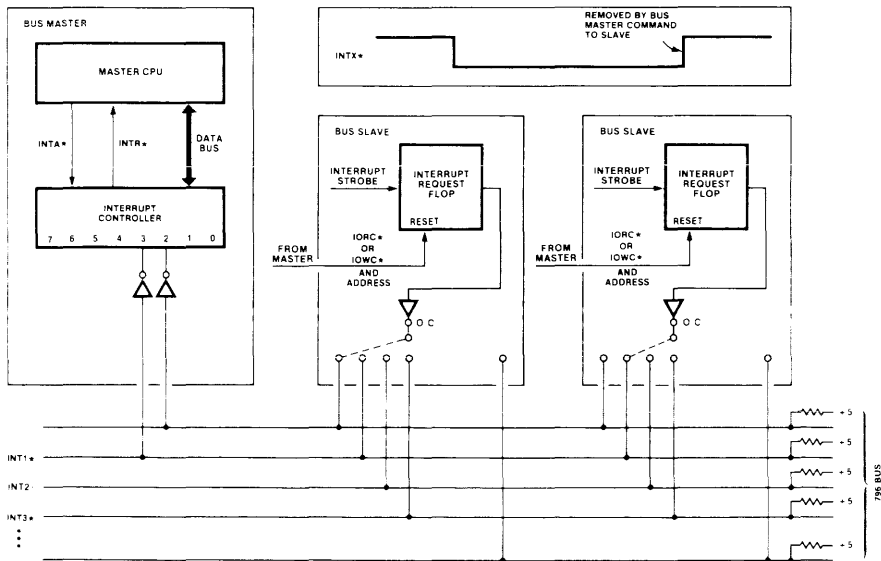 BUS MASTER
MASTER CPU
INTA*
INTR*
DATA
BUS
INTERRUPT
CONTROLLER
7 6 5 4 3 2 1 0
INTX*
REMOVED BY BUS
MASTER COMMAND
TO SLAVE
BUS SLAVE
INTERRUPT
STROBE
INTERRUPT
REQUEST
FLOP
RESET
FROM
MASTER
IORC*
OR
IOWC*
AND
ADDRESS
O C
BUS SLAVE
INTERRUPT
STROBE
INTERRUPT
REQUEST
FLOP
RESET
FROM
MASTER
IORC*
OR
IOWC*
AND
ADDRESS
O C
+ 5
+ 5
INT1*
+ 5
INT2
+ 5
INT3*
+ 5
796 BUS